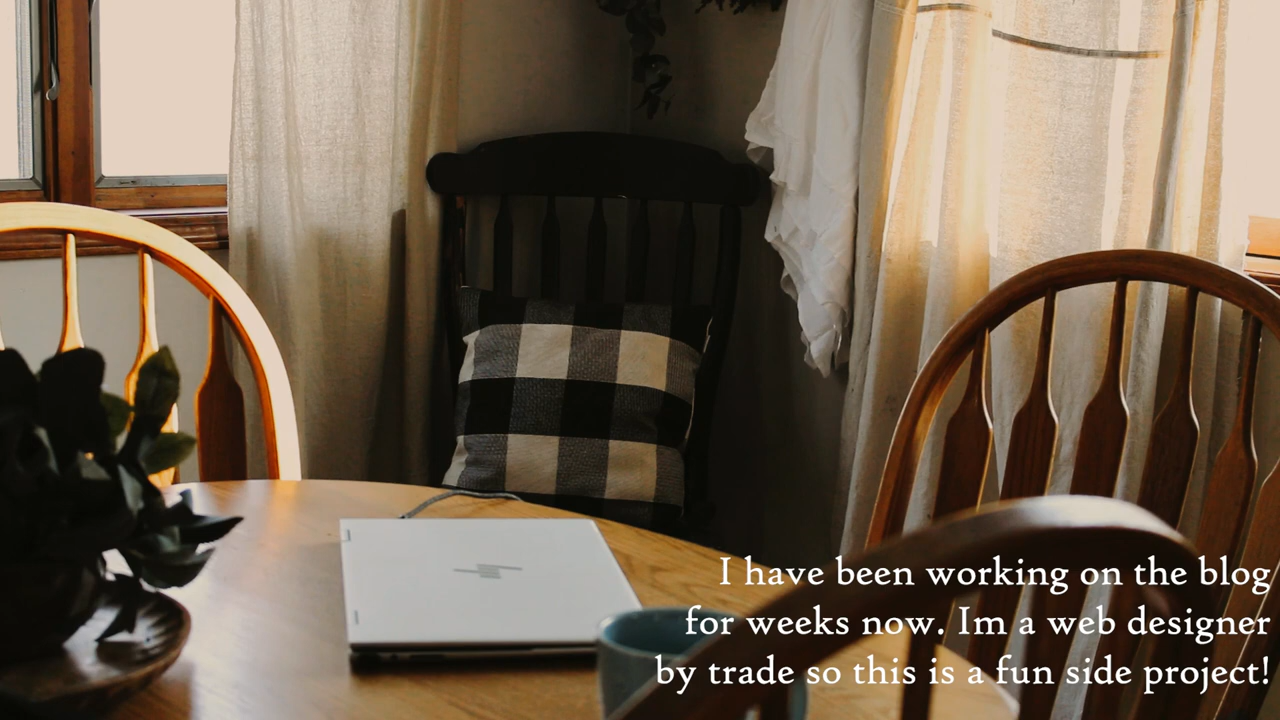 I have been working on the blog
for weeks now. Im a web designer
by trade so this is a fun side project!